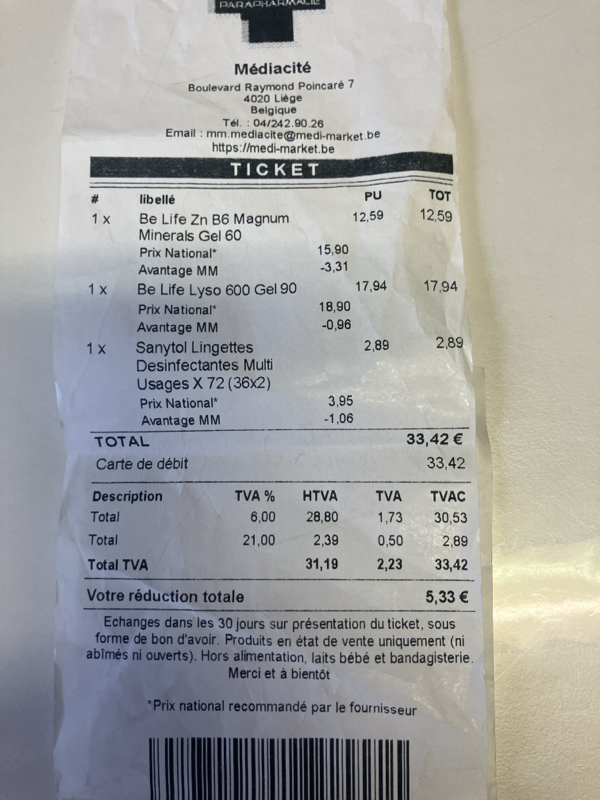 PARAPHARMACIE
Médiacité
Boulevard Raymond Poincaré 7
4020 Liège
Belgique
Tél. : 04/242.90.26
Email : mm.mediacite@medi-market.be
https://medi-market.be
TICKET
# libellé PU TOT
1 x Be Life Zn B6 Magnum 12,59 12,59
Minerals Gel 60
Prix National* 15,90
Avantage MM -3,31
1 x Be Life Lyso 600 Gel 90 17,94 17,94
Prix National* 18,90
Avantage MM -0,96
1 x Sanytol Lingettes 2,89 2,89
Desinfectantes Multi
Usages X 72 (36x2)
Prix National* 3,95
Avantage MM -1,06
TOTAL 33,42 €
Carte de débit 33,42
Description TVA % HTVA TVA TVAC
Total 6,00 28,80 1,73 30,53
Total 21,00 2,39 0,50 2,89
Total TVA 31,19 2,23 33,42
Votre réduction totale 5,33 €
Echanges dans les 30 jours sur présentation du ticket, sous
forme de bon d'avoir. Produits en état de vente uniquement (ni
abîmés ni ouverts). Hors alimentation, laits bébé et bandagisterie.
Merci et à bientôt
*Prix national recommandé par le fournisseur